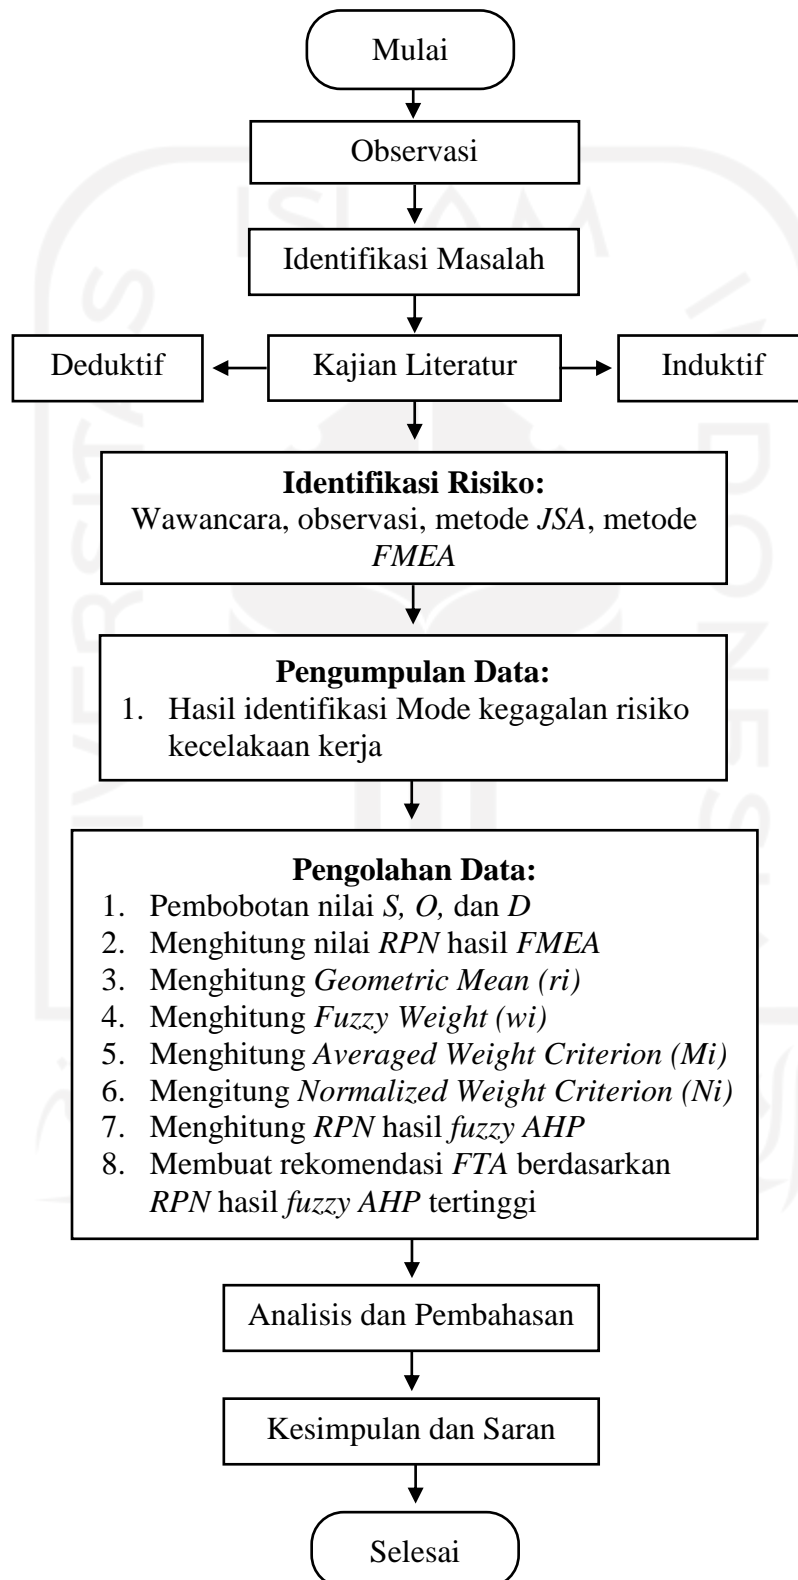 Mulai
Observasi
Identifikasi Masalah
Deduktif
Kajian Literatur
Induktif
Identifikasi Risiko:
Wawancara, observasi, metode JSA, metode
FMEA
Pengumpulan Data:
1. Hasil identifikasi Mode kegagalan risiko
kecelakaan kerja
Pengolahan Data:
1. Pembobotan nilai S, O, dan D
2. Menghitung nilai RPN hasil FMEA
3. Menghitung Geometric Mean (ri)
4. Menghitung Fuzzy Weight (wi)
5. Menghitung Averaged Weight Criterion (Mi)
6. Mengitung Normalized Weight Criterion (Ni)
7. Menghitung RPN hasil fuzzy AHP
8. Membuat rekomendasi FTA berdasarkan
RPN hasil fuzzy AHP tertinggi
Analisis dan Pembahasan
Kesimpulan dan Saran
Selesai
ISLAM